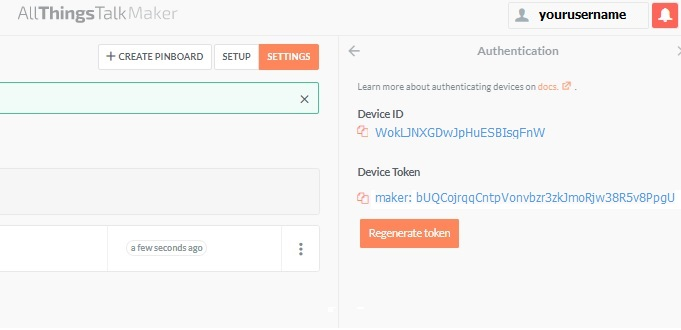 AllThingsTalkMaker
yourusername
+ CREATE PINBOARD
SETUP
SETTINGS
Authentication
Learn more about authenticating devices on docs.
.
Device ID
WokLJNXGDwJpHuESBIsqFnW
Device Token
maker: bUQCojrqqCntpVonvbzr3zkJmoRjw38R5v8PpgU
Regenerate token
a few seconds ago